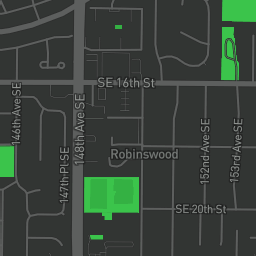 SE 16th St
146th Ave SE
148th Ave SE
147th Pl SE
Robinswood
152nd Ave SE
153rd Ave SE
SE 20th St